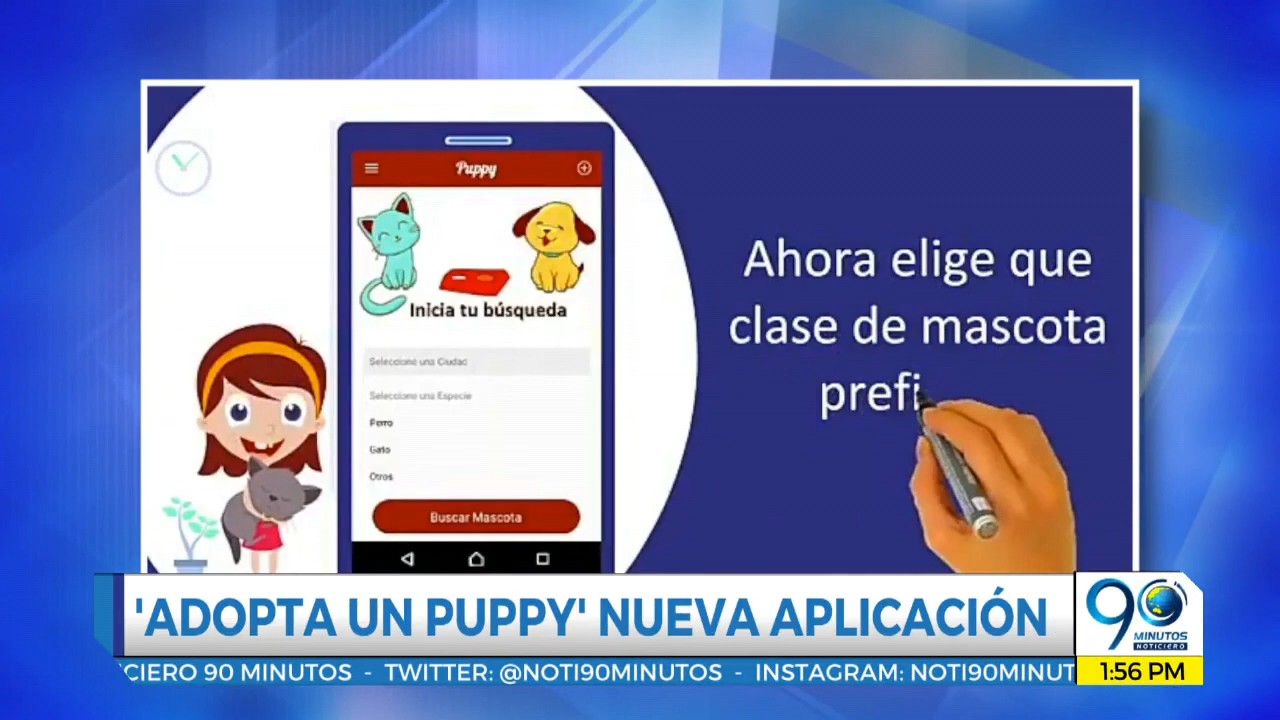 Puppy
Inicia tu búsqueda
Seleccione una Ciudad
Seleccione una Especie
Perro
Gato
Otros
Buscar Mascota
Ahora elige que
clase de mascota
prefi
'ADOPTA UN PUPPY' NUEVA APLICACIÓN
90
MINUTOS
NOTICIERO
CIERO 90 MINUTOS - TWITTER: @NOTI90MINUTOS - INSTAGRAM: NOTI90MINUT
1:56 PM